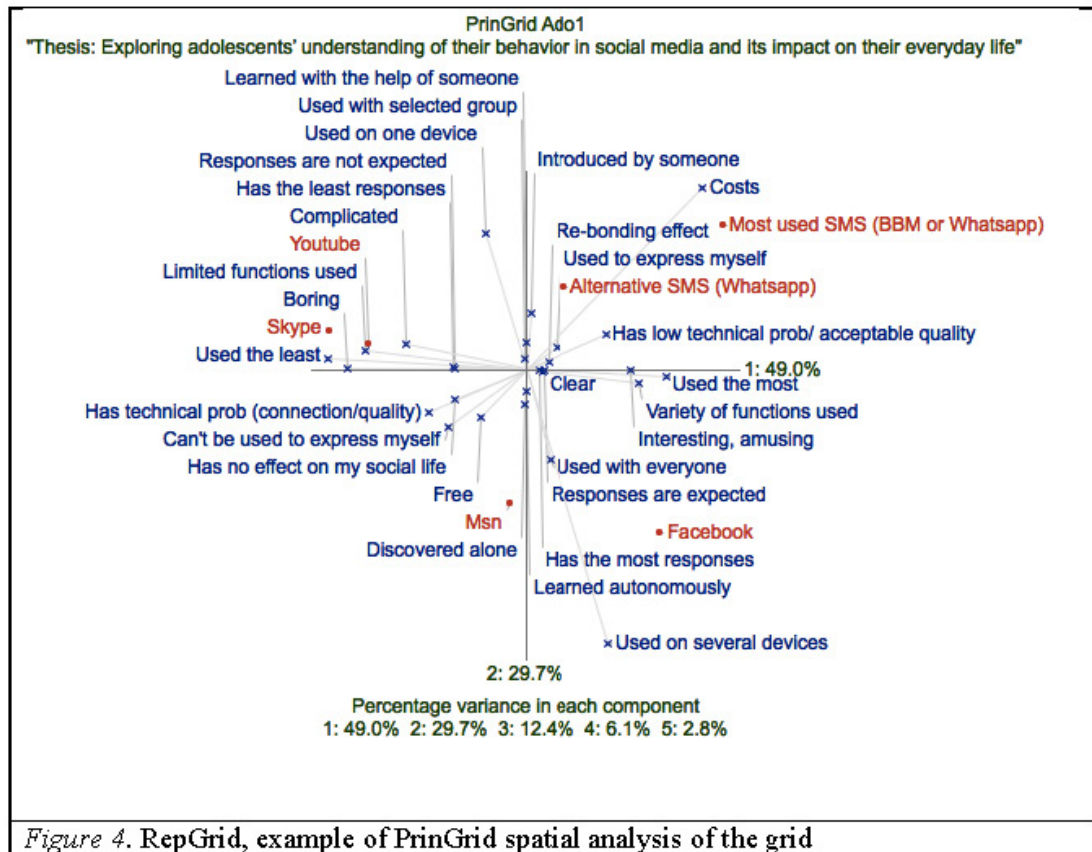 PrinGrid Ado1
"Thesis: Exploring adolescents' understanding of their behavior in social media and its impact on their everyday life"
Learned with the help of someone
Used with selected group
Used on one device
Responses are not expected
Introduced by someone
Has the least responses
Costs
Complicated
Most used SMS (BBM or Whatsapp)
Re-bonding effect
Youtube
Used to express myself
Limited functions used
Alternative SMS (Whatsapp)
Boring
Skype
Has low technical prob/ acceptable quality
Used the least
1: 49.0%
Clear
Used the most
Has technical prob (connection/quality)
Variety of functions used
Can't be used to express myself
Interesting, amusing
Has no effect on my social life
Used with everyone
Free
Responses are expected
Msn
Facebook
Discovered alone
Has the most responses
Learned autonomously
Used on several devices
2: 29.7%
Percentage variance in each component
1: 49.0% 2: 29.7% 3: 12.4% 4: 6.1% 5: 2.8%
Figure 4. RepGrid, example of PrinGrid spatial analysis of the grid